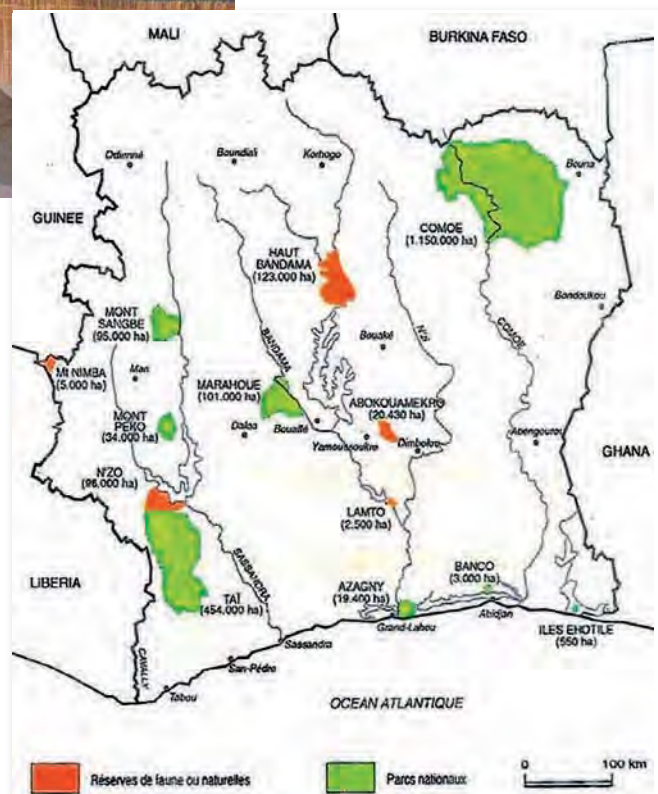 MALI
BURKINA FASO
Odienné
Boundiali
Korhogo
Bouna
GUINEE
COMOE
(1.150.000 ha)
HAUT
BANDAMA
(123.000 ha)
MONT
SANGBE
(95.000 ha)
Bondoukou
BANDAMA
N'ZI
COMOE
Bouaké
Mt NIMBA
(5.000 ha)
Man
MARAHOUE
(101.000 ha)
ABOKOUAMEKRO
(20.430 ha)
MONT
PEKO
(34.000 ha)
Daloa
Bouaflé
Yamoussoukro
Dimbokro
Abengourou
GHANA
N'ZO
(96.000 ha)
LAMTO
(2.500 ha)
LIBERIA
SASSANDRA
BANCO
(3.000 ha)
AZAGNY
(19.400 ha)
TAÏ
(454.000 ha)
Grand-Lahou
Abidjan
ILES EHOTILE
(550 ha)
CAVALLY
Sassandra
San-Pédro
Tabou
OCEAN ATLANTIQUE
Réserves de faune ou naturelles
Parcs nationaux
0 100 km